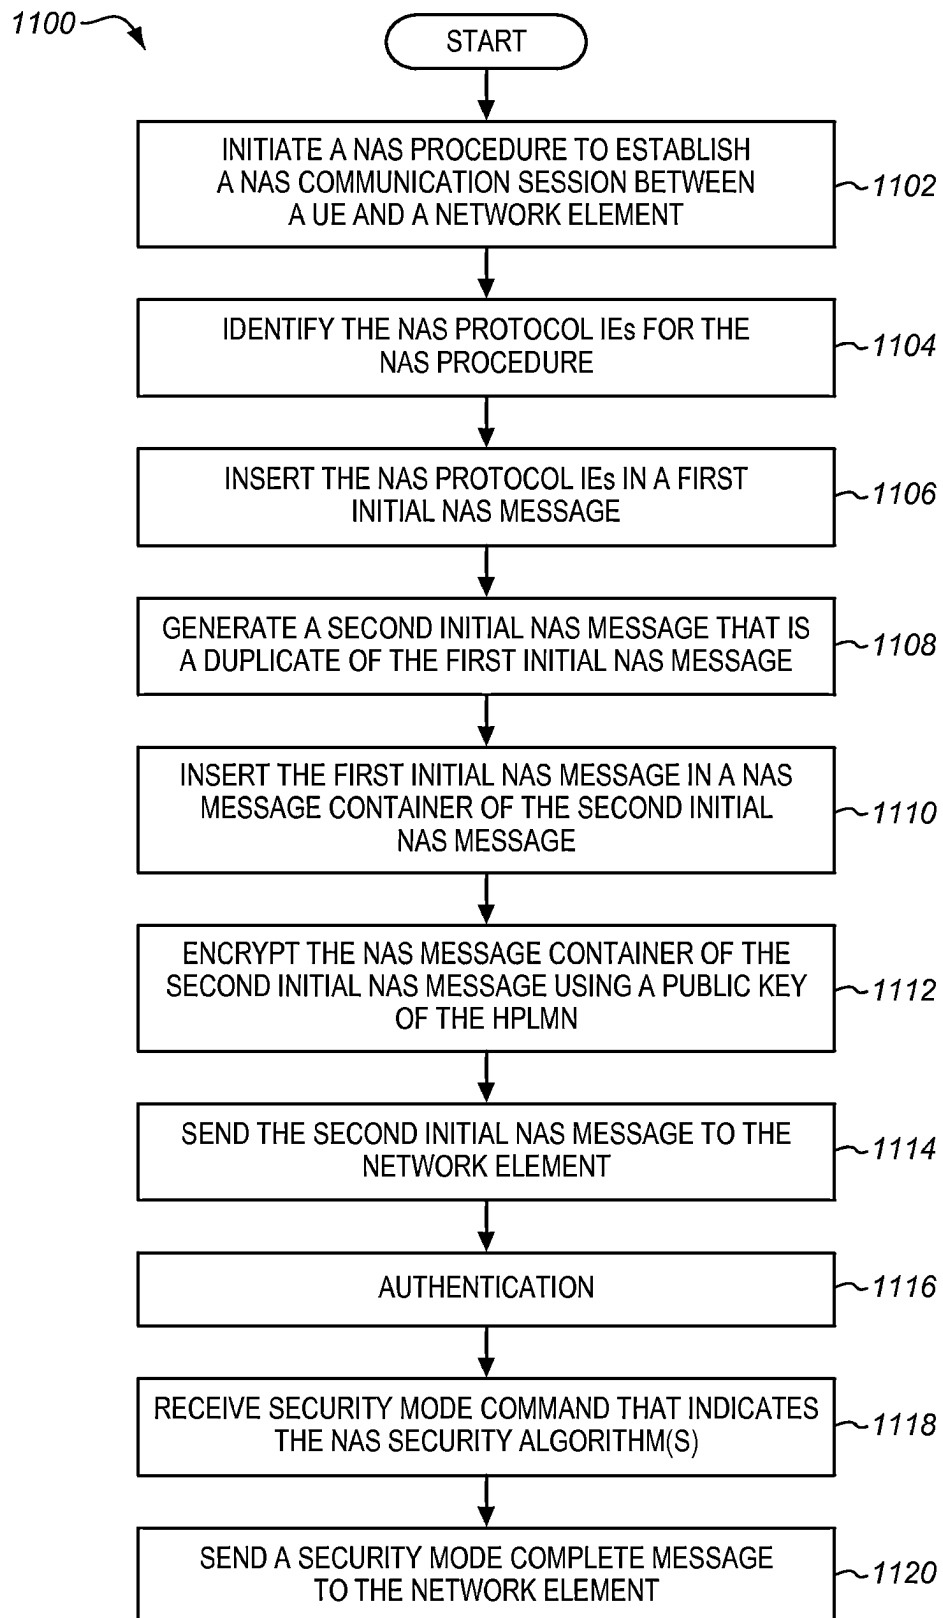 1100
START
INITIATE A NAS PROCEDURE TO ESTABLISH
A NAS COMMUNICATION SESSION BETWEEN
A UE AND A NETWORK ELEMENT
1102
IDENTIFY THE NAS PROTOCOL IEs FOR THE
NAS PROCEDURE
1104
INSERT THE NAS PROTOCOL IEs IN A FIRST
INITIAL NAS MESSAGE
1106
GENERATE A SECOND INITIAL NAS MESSAGE THAT IS
A DUPLICATE OF THE FIRST INITIAL NAS MESSAGE
1108
INSERT THE FIRST INITIAL NAS MESSAGE IN A NAS
MESSAGE CONTAINER OF THE SECOND INITIAL
NAS MESSAGE
1110
ENCRYPT THE NAS MESSAGE CONTAINER OF THE
SECOND INITIAL NAS MESSAGE USING A PUBLIC KEY
OF THE HPLMN
1112
SEND THE SECOND INITIAL NAS MESSAGE TO THE
NETWORK ELEMENT
1114
AUTHENTICATION
1116
RECEIVE SECURITY MODE COMMAND THAT INDICATES
THE NAS SECURITY ALGORITHM(S)
1118
SEND A SECURITY MODE COMPLETE MESSAGE
TO THE NETWORK ELEMENT
1120